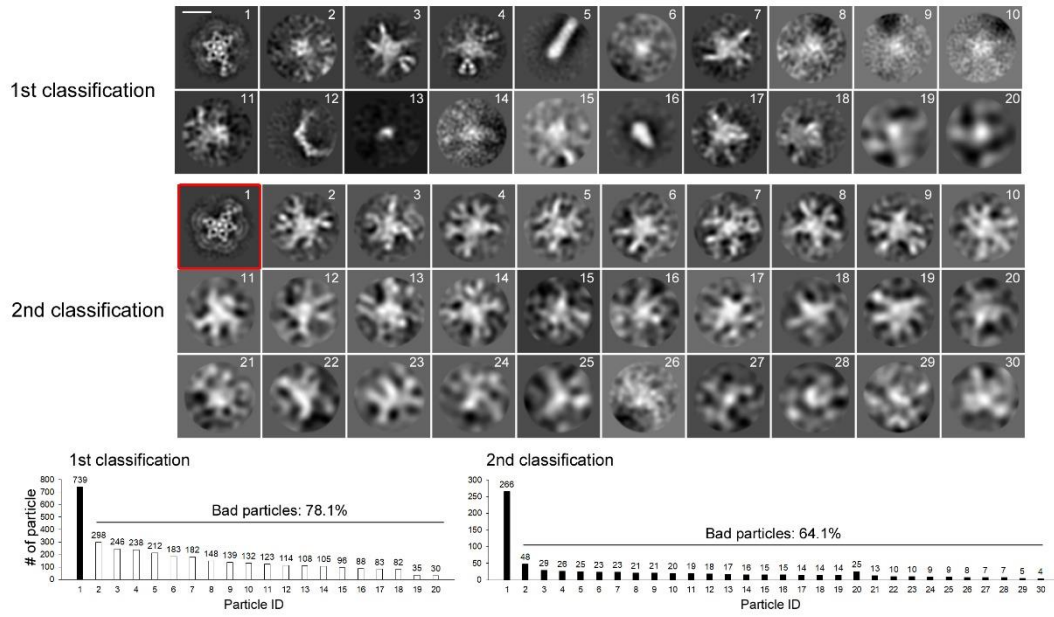 1 2 3 4 5 6 7 8 9 10
1st classification
11 12 13 14 15 16 17 18 19 20
1 2 3 4 5 6 7 8 9 10
2nd classification
11 12 13 14 15 16 17 18 19 20
21 22 23 24 25 26 27 28 29 30
1st classification
# of particle
800
700
600
500
400
300
200
100
0
Bad particles: 78.1%
739 298 246 238 212 183 182 148 139 132 123 114 108 105 96 88 83 82 35 30
1 2 3 4 5 6 7 8 9 10 11 12 13 14 15 16 17 18 19 20
Particle ID
2nd classification
300
250
200
150
100
50
0
Bad particles: 64.1%
266 48 29 26 25 23 23 21 21 20 19 18 17 16 15 15 14 14 14 25 13 10 10 9 9 8 7 7 5 4
1 2 3 4 5 6 7 8 9 10 11 12 13 14 15 16 17 18 19 20 21 22 23 24 25 26 27 28 29 30
Particle ID